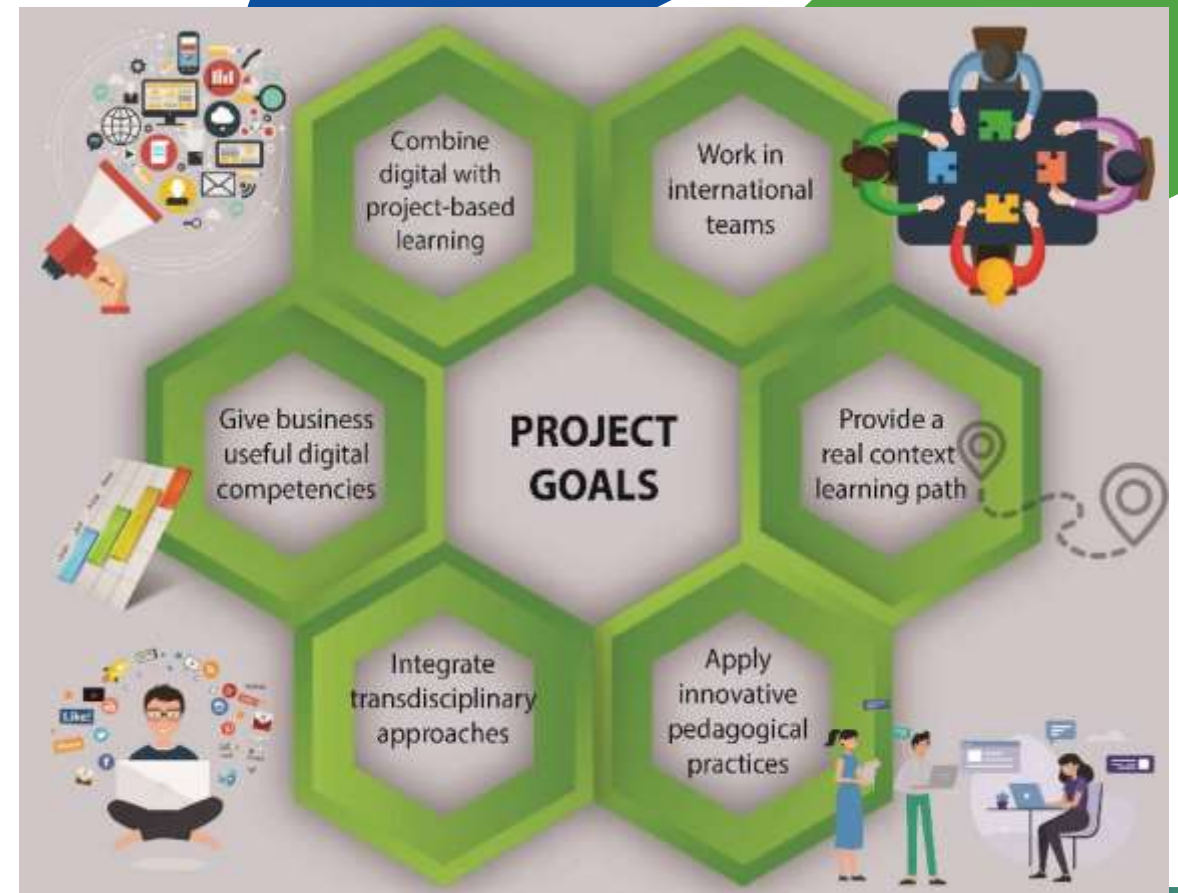 Combine
digital with
project-based
learning
Work in
international
teams
Give business
useful digital
competencies
PROJECT
GOALS
Provide a
real context
learning path
Integrate
transdisciplinary
approaches
Apply
innovative
pedagogical
practices
Like!